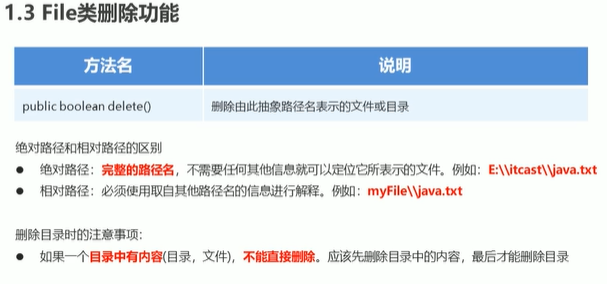 1.3 File类删除功能
方法名 说明
public boolean delete() 删除由此抽象路径名表示的文件或目录
绝对路径和相对路径的区别
● 绝对路径：完整的路径名，不需要任何其他信息就可以定位它所表示的文件。例如：E:\\itcast\\java.txt
● 相对路径：必须使用取自其他路径名的信息进行解释。例如：myFile\\java.txt
删除目录时的注意事项：
● 如果一个目录中有内容(目录，文件)，不能直接删除。应该先删除目录中的内容，最后才能删除目录